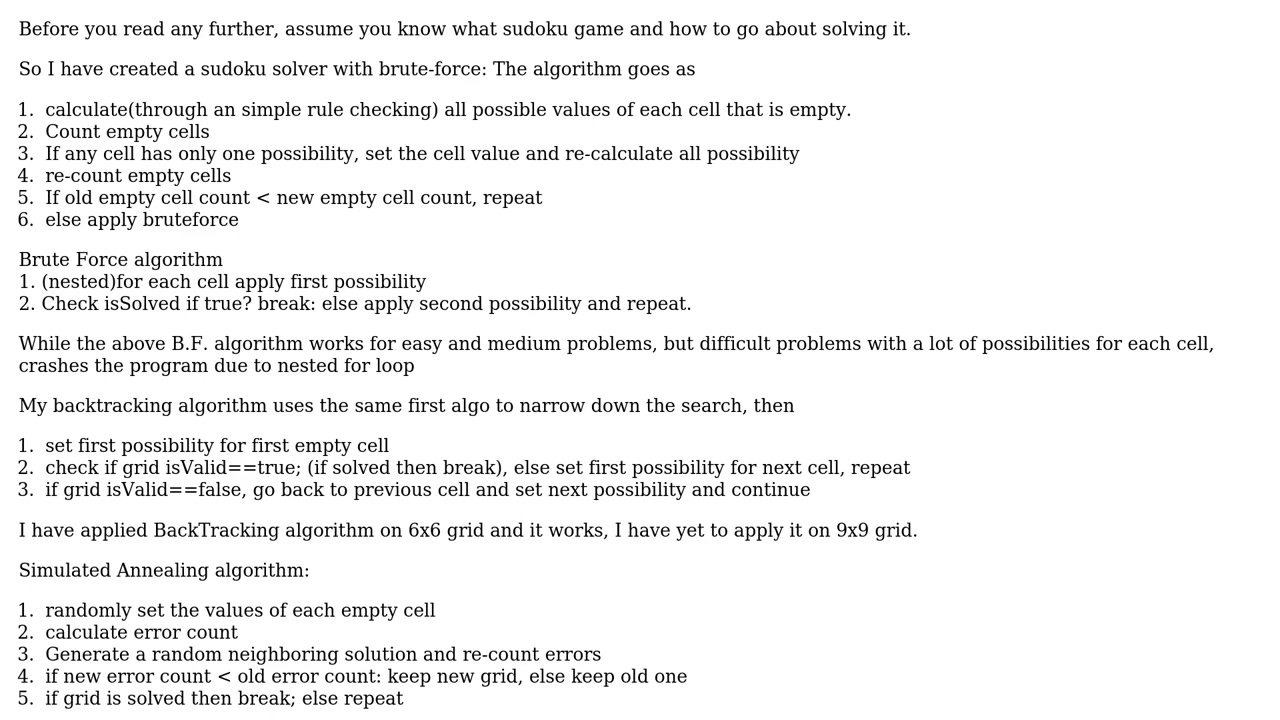 Before you read any further, assume you know what sudoku game and how to go about solving it.
So I have created a sudoku solver with brute-force: The algorithm goes as
1. calculate(through an simple rule checking) all possible values of each cell that is empty.
2. Count empty cells
3. If any cell has only one possibility, set the cell value and re-calculate all possibility
4. re-count empty cells
5. If old empty cell count < new empty cell count, repeat
6. else apply bruteforce
Brute Force algorithm
1. (nested)for each cell apply first possibility
2. Check isSolved if true? break: else apply second possibility and repeat.
While the above B.F. algorithm works for easy and medium problems, but difficult problems with a lot of possibilities for each cell,
crashes the program due to nested for loop
My backtracking algorithm uses the same first algo to narrow down the search, then
1. set first possibility for first empty cell
2. check if grid isValid==true; (if solved then break), else set first possibility for next cell, repeat
3. if grid isValid==false, go back to previous cell and set next possibility and continue
I have applied BackTracking algorithm on 6x6 grid and it works, I have yet to apply it on 9x9 grid.
Simulated Annealing algorithm:
1. randomly set the values of each empty cell
2. calculate error count
3. Generate a random neighboring solution and re-count errors
4. if new error count < old error count: keep new grid, else keep old one
5. if grid is solved then break; else repeat